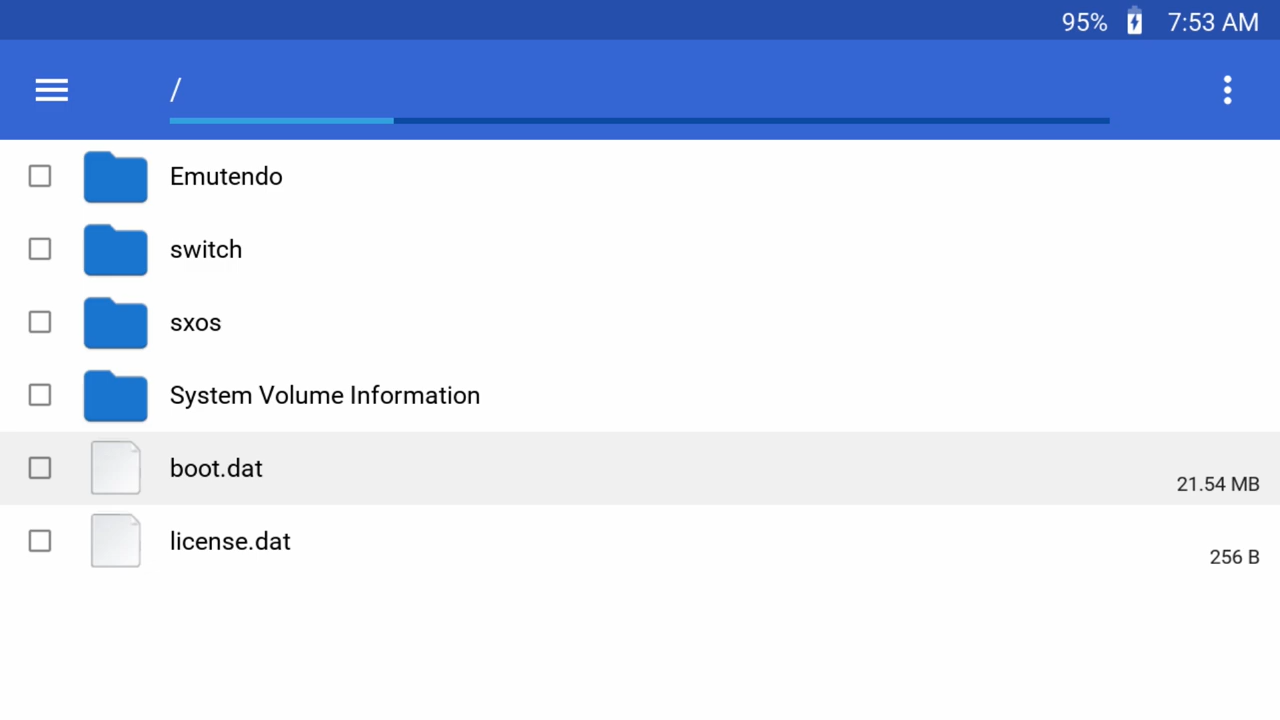 95% 7:53 AM
/
Emutendo
switch
sxos
System Volume Information
boot.dat
21.54 MB
license.dat
256 B